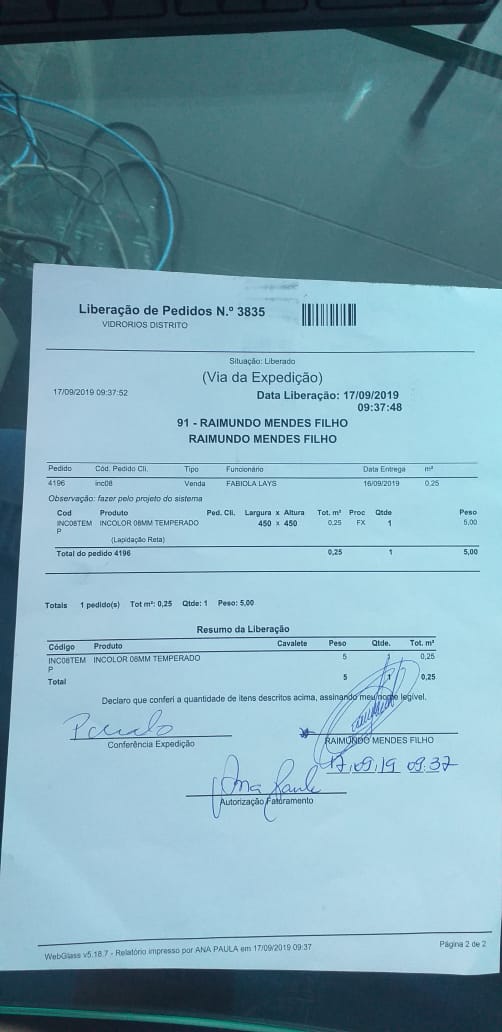 Liberação de Pedidos N.º 3835
VIDRORIOS DISTRITO
Situação: Liberado
(Via da Expedição)
17/09/2019 09:37:52
Data Liberação: 17/09/2019
09:37:48
91 - RAIMUNDO MENDES FILHO
RAIMUNDO MENDES FILHO
Pedido Cód. Pedido Cli. Tipo Funcionário Data Entrega m²
4196 inc08 Venda FABIOLA LAYS 16/09/2019 0,25
Observação: fazer pelo projeto do sistema
Cod Produto Ped. Cli. Largura x Altura Tot. m² Proc Qtde Peso
INC08TEM INCOLOR 08MM TEMPERADO 450 x 450 0,25 FX 1 5,00
P
(Lapidação Reta)
Total do pedido 4196 0,25 1 5,00
Totais 1 pedido(s) Tot m²: 0,25 Qtde: 1 Peso: 5,00
Resumo da Liberação
Código Produto Cavalete Peso Qtde. Tot. m²
INC08TEM INCOLOR 08MM TEMPERADO 5 1 0,25
P
Total 5 1 0,25
Declaro que conferi a quantidade de itens descritos acima, assinando meu nome legível.
Conferência Expedição
RAIMUNDO MENDES FILHO
17.09.19 09:37
Ana Paula
Autorização Faturamento
WebGlass v5.18.7 - Relatório impresso por ANA PAULA em 17/09/2019 09:37
Página 2 de 2